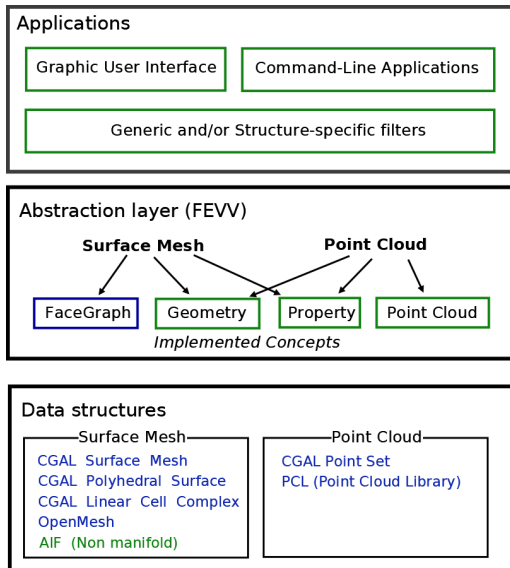 Applications
Graphic User Interface
Command-Line Applications
Generic and/or Structure-specific filters
Abstraction layer (FEVV)
Surface Mesh
Point Cloud
FaceGraph
Geometry
Property
Point Cloud
Implemented Concepts
Data structures
Surface Mesh
CGAL Surface Mesh
CGAL Polyhedral Surface
CGAL Linear Cell Complex
OpenMesh
AIF (Non manifold)
Point Cloud
CGAL Point Set
PCL (Point Cloud Library)